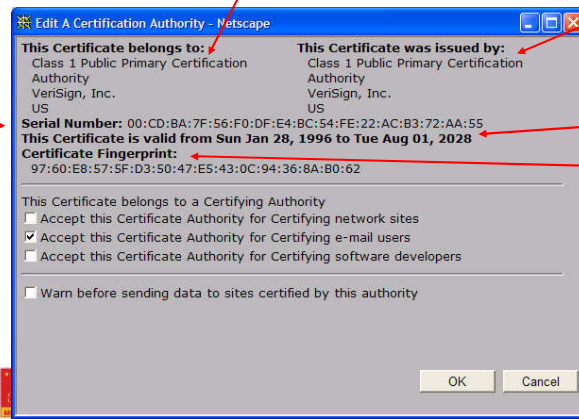 Edit A Certification Authority - Netscape
This Certificate belongs to:
Class 1 Public Primary Certification
Authority
VeriSign, Inc.
US
This Certificate was issued by:
Class 1 Public Primary Certification
Authority
VeriSign, Inc.
US
Serial Number: 00:CD:BA:7F:56:F0:DF:E4:BC:54:FE:22:AC:B3:72:AA:55
This Certificate is valid from Sun Jan 28, 1996 to Tue Aug 01, 2028
Certificate Fingerprint:
97:60:E8:57:5F:D3:50:47:E5:43:0C:94:36:8A:B0:62
This Certificate belongs to a Certifying Authority
Accept this Certificate Authority for Certifying network sites
Accept this Certificate Authority for Certifying e-mail users
Accept this Certificate Authority for Certifying software developers
Warn before sending data to sites certified by this authority
OK
Cancel